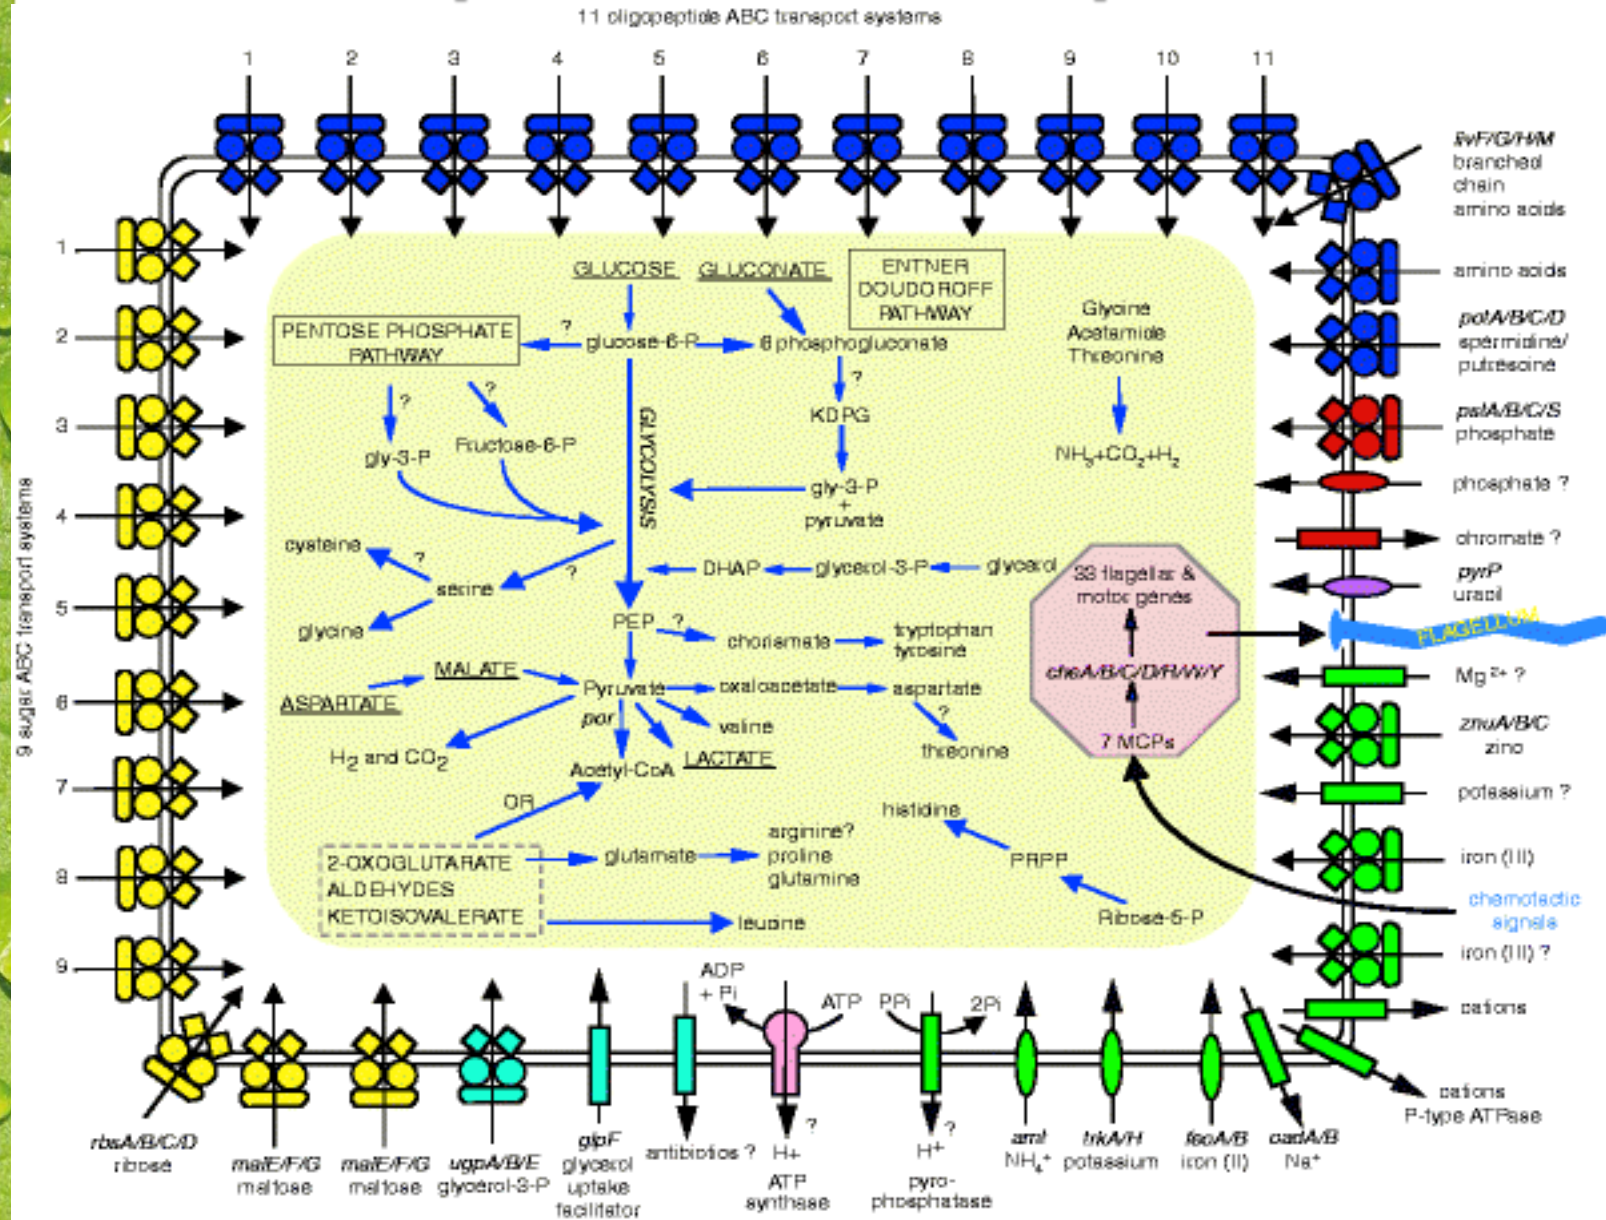 11 oligopeptide ABC transport systems
1 2 3 4 5 6 7 8 9 10 11
livF/G/H/M
branched
chain
amino acids
amino acids
potA/B/C/D
spermidine/
putrescine
pstA/B/C/S
phosphate
phosphate ?
chromate ?
pyrP
uracil
FLAGELLUM
Mg2+ ?
znuA/B/C
zinc
potassium ?
iron (III)
chemotactic
signals
iron (III) ?
cations
cations
P-type ATPase
9 sugar ABC transport systems
1
2
3
4
5
6
7
8
9
GLUCOSE
GLUCONATE
ENTNER
DOUDOROFF
PATHWAY
PENTOSE PHOSPHATE
PATHWAY
?
glucose-6-P
6 phosphogluconate
Glycine
Acetamide
Threonine
?
?
?
KDPG
gly-3-P
Fructose-6-P
GLYCOLYSIS
NH3+CO2+H2
gly-3-P
+
pyruvate
cysteine
?
serine
?
glycine
DHAP
glycerol-3-P
glycerol
33 flagellar &
motor genes
cheA/B/C/D/R/W/Y
7 MCPs
PEP
?
chorismate
tryptophan
tyrosine
MALATE
ASPARTATE
Pyruvate
oxaloacetate
aspartate
por
valine
?
threonine
H2 and CO2
Acetyl-CoA
LACTATE
OR
histidine
2-OXOGLUTARATE
ALDEHYDES
KETOISOVALERATE
glutamate
arginine?
proline
glutamine
PRPP
leucine
Ribose-5-P
ADP
+ Pi
ATP
PPi
2Pi
rbsA/B/C/D
ribose
malE/F/G
maltose
malE/F/G
maltose
ugpA/B/E
glycerol-3-P
glpF
glycerol
uptake
facilitator
antibiotics ?
?
H+
ATP
synthase
?
H+
pyro-
phosphatase
amt
NH4+
trkA/H
potassium
feoA/B
iron (II)
oadA/B
Na+